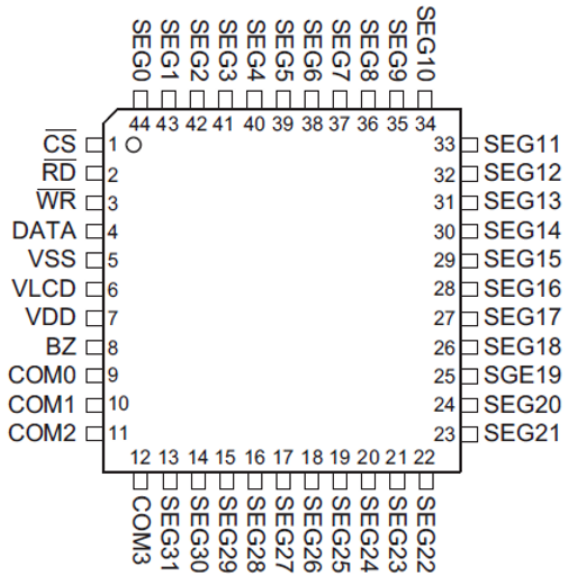 SEG0 SEG1 SEG2 SEG3 SEG4 SEG5 SEG6 SEG7 SEG8 SEG9 SEG10
44 43 42 41 40 39 38 37 36 35 34
C̅S̅ 1 33 SEG11
R̅D̅ 2 32 SEG12
W̅R̅ 3 31 SEG13
DATA 4 30 SEG14
VSS 5 29 SEG15
VLCD 6 28 SEG16
VDD 7 27 SEG17
BZ 8 26 SEG18
COM0 9 25 SGE19
COM1 10 24 SEG20
COM2 11 23 SEG21
12 13 14 15 16 17 18 19 20 21 22
COM3 SEG31 SEG30 SEG29 SEG28 SEG27 SEG26 SEG25 SEG24 SEG23 SEG22